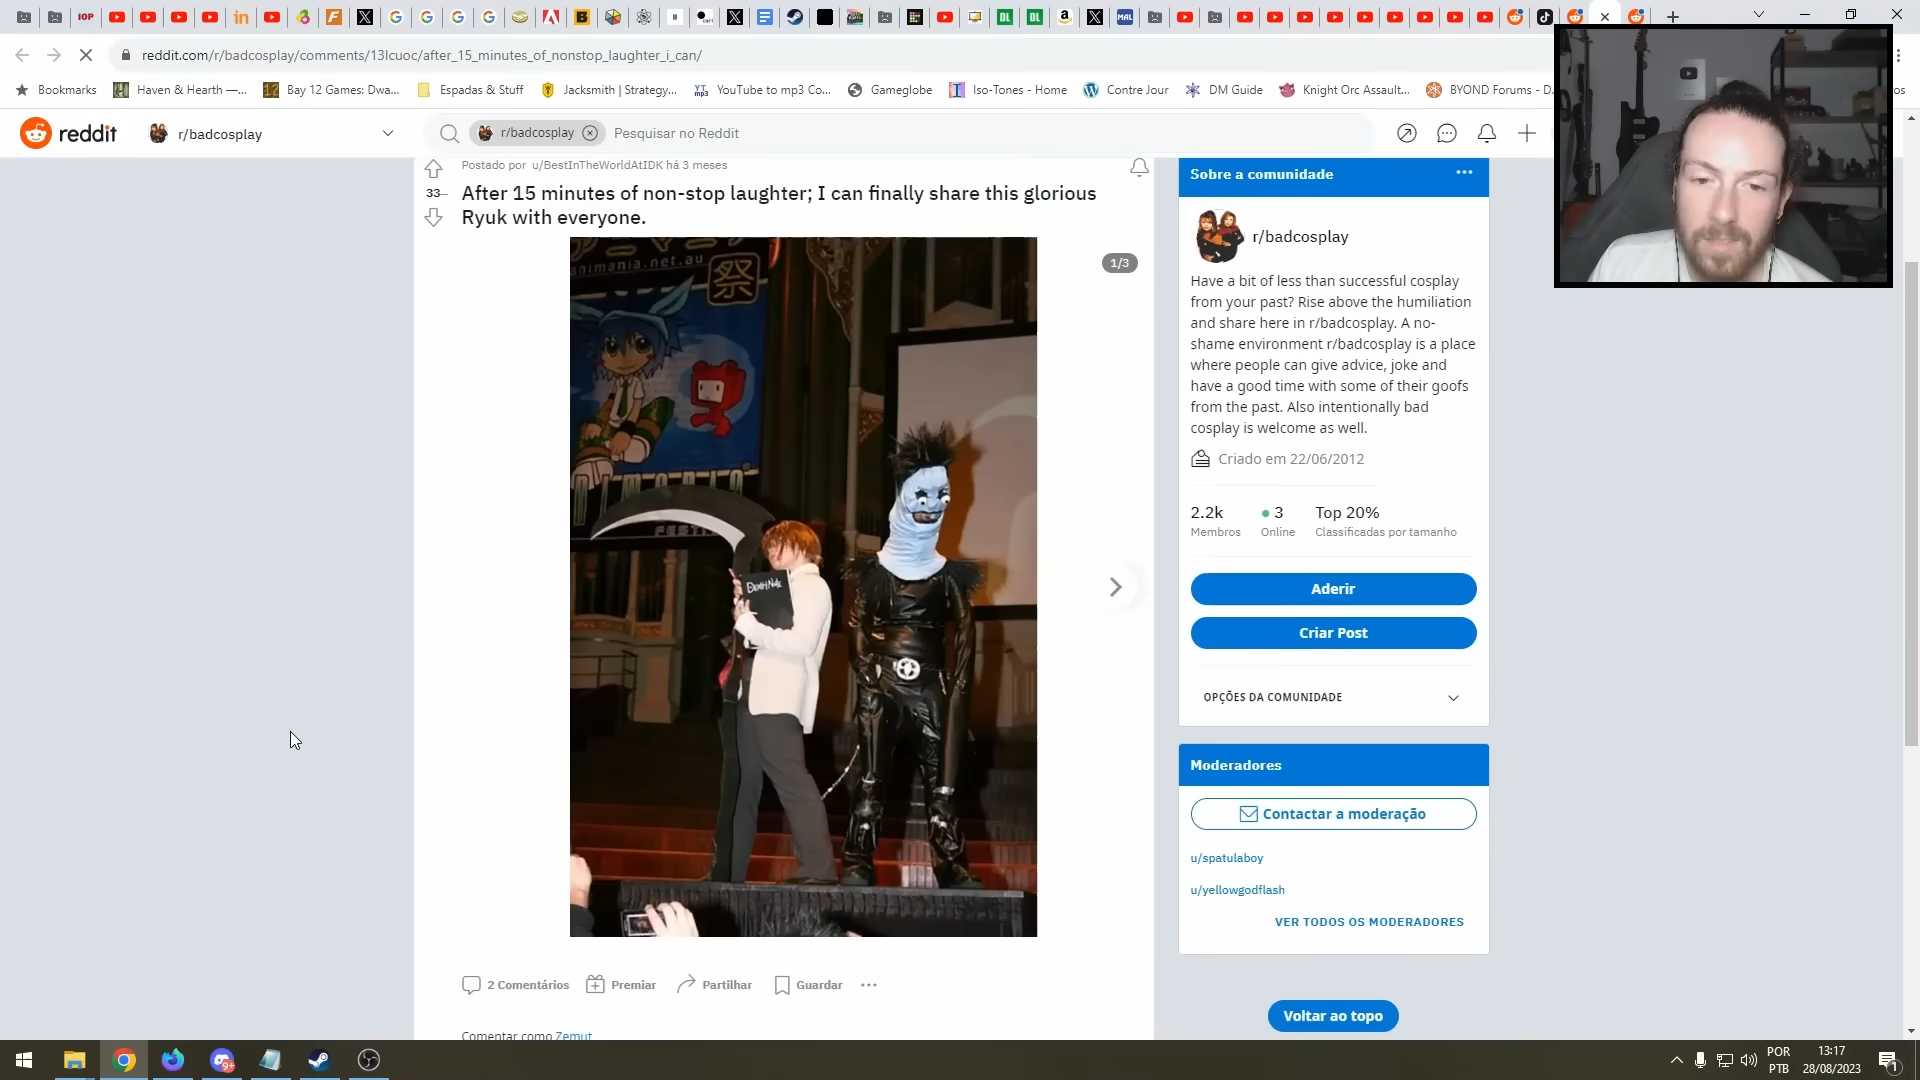 IOP
in
DL
DL
MAL
reddit.com/r/badcosplay/comments/13lcuoc/after_15_minutes_of_nonstop_laughter_i_can/
Bookmarks
Haven & Hearth —...
Bay 12 Games: Dwa...
Espadas & Stuff
Jacksmith | Strategy...
YouTube to mp3 Co...
Gameglobe
Iso-Tones - Home
Contre Jour
DM Guide
Knight Orc Assault...
BYOND Forums - D...
reddit
r/badcosplay
r/badcosplay
Pesquisar no Reddit
Postado por u/BestInTheWorldAtIDK há 3 meses
33
After 15 minutes of non-stop laughter; I can finally share this glorious
Ryuk with everyone.
1/3
animania.net.au
祭
FESTI
Death Note
2 Comentários
Premiar
Partilhar
Guardar
Comentar como Zemut
Sobre a comunidade
r/badcosplay
Have a bit of less than successful cosplay
from your past? Rise above the humiliation
and share here in r/badcosplay. A no-
shame environment r/badcosplay is a place
where people can give advice, joke and
have a good time with some of their goofs
from the past. Also intentionally bad
cosplay is welcome as well.
Criado em 22/06/2012
2.2k
3
Top 20%
Membros
Online
Classificadas por tamanho
Aderir
Criar Post
OPÇÕES DA COMUNIDADE
Moderadores
Contactar a moderação
u/spatulaboy
u/yellowgodflash
VER TODOS OS MODERADORES
Voltar ao topo
9+
POR
PTB
13:17
28/08/2023
1